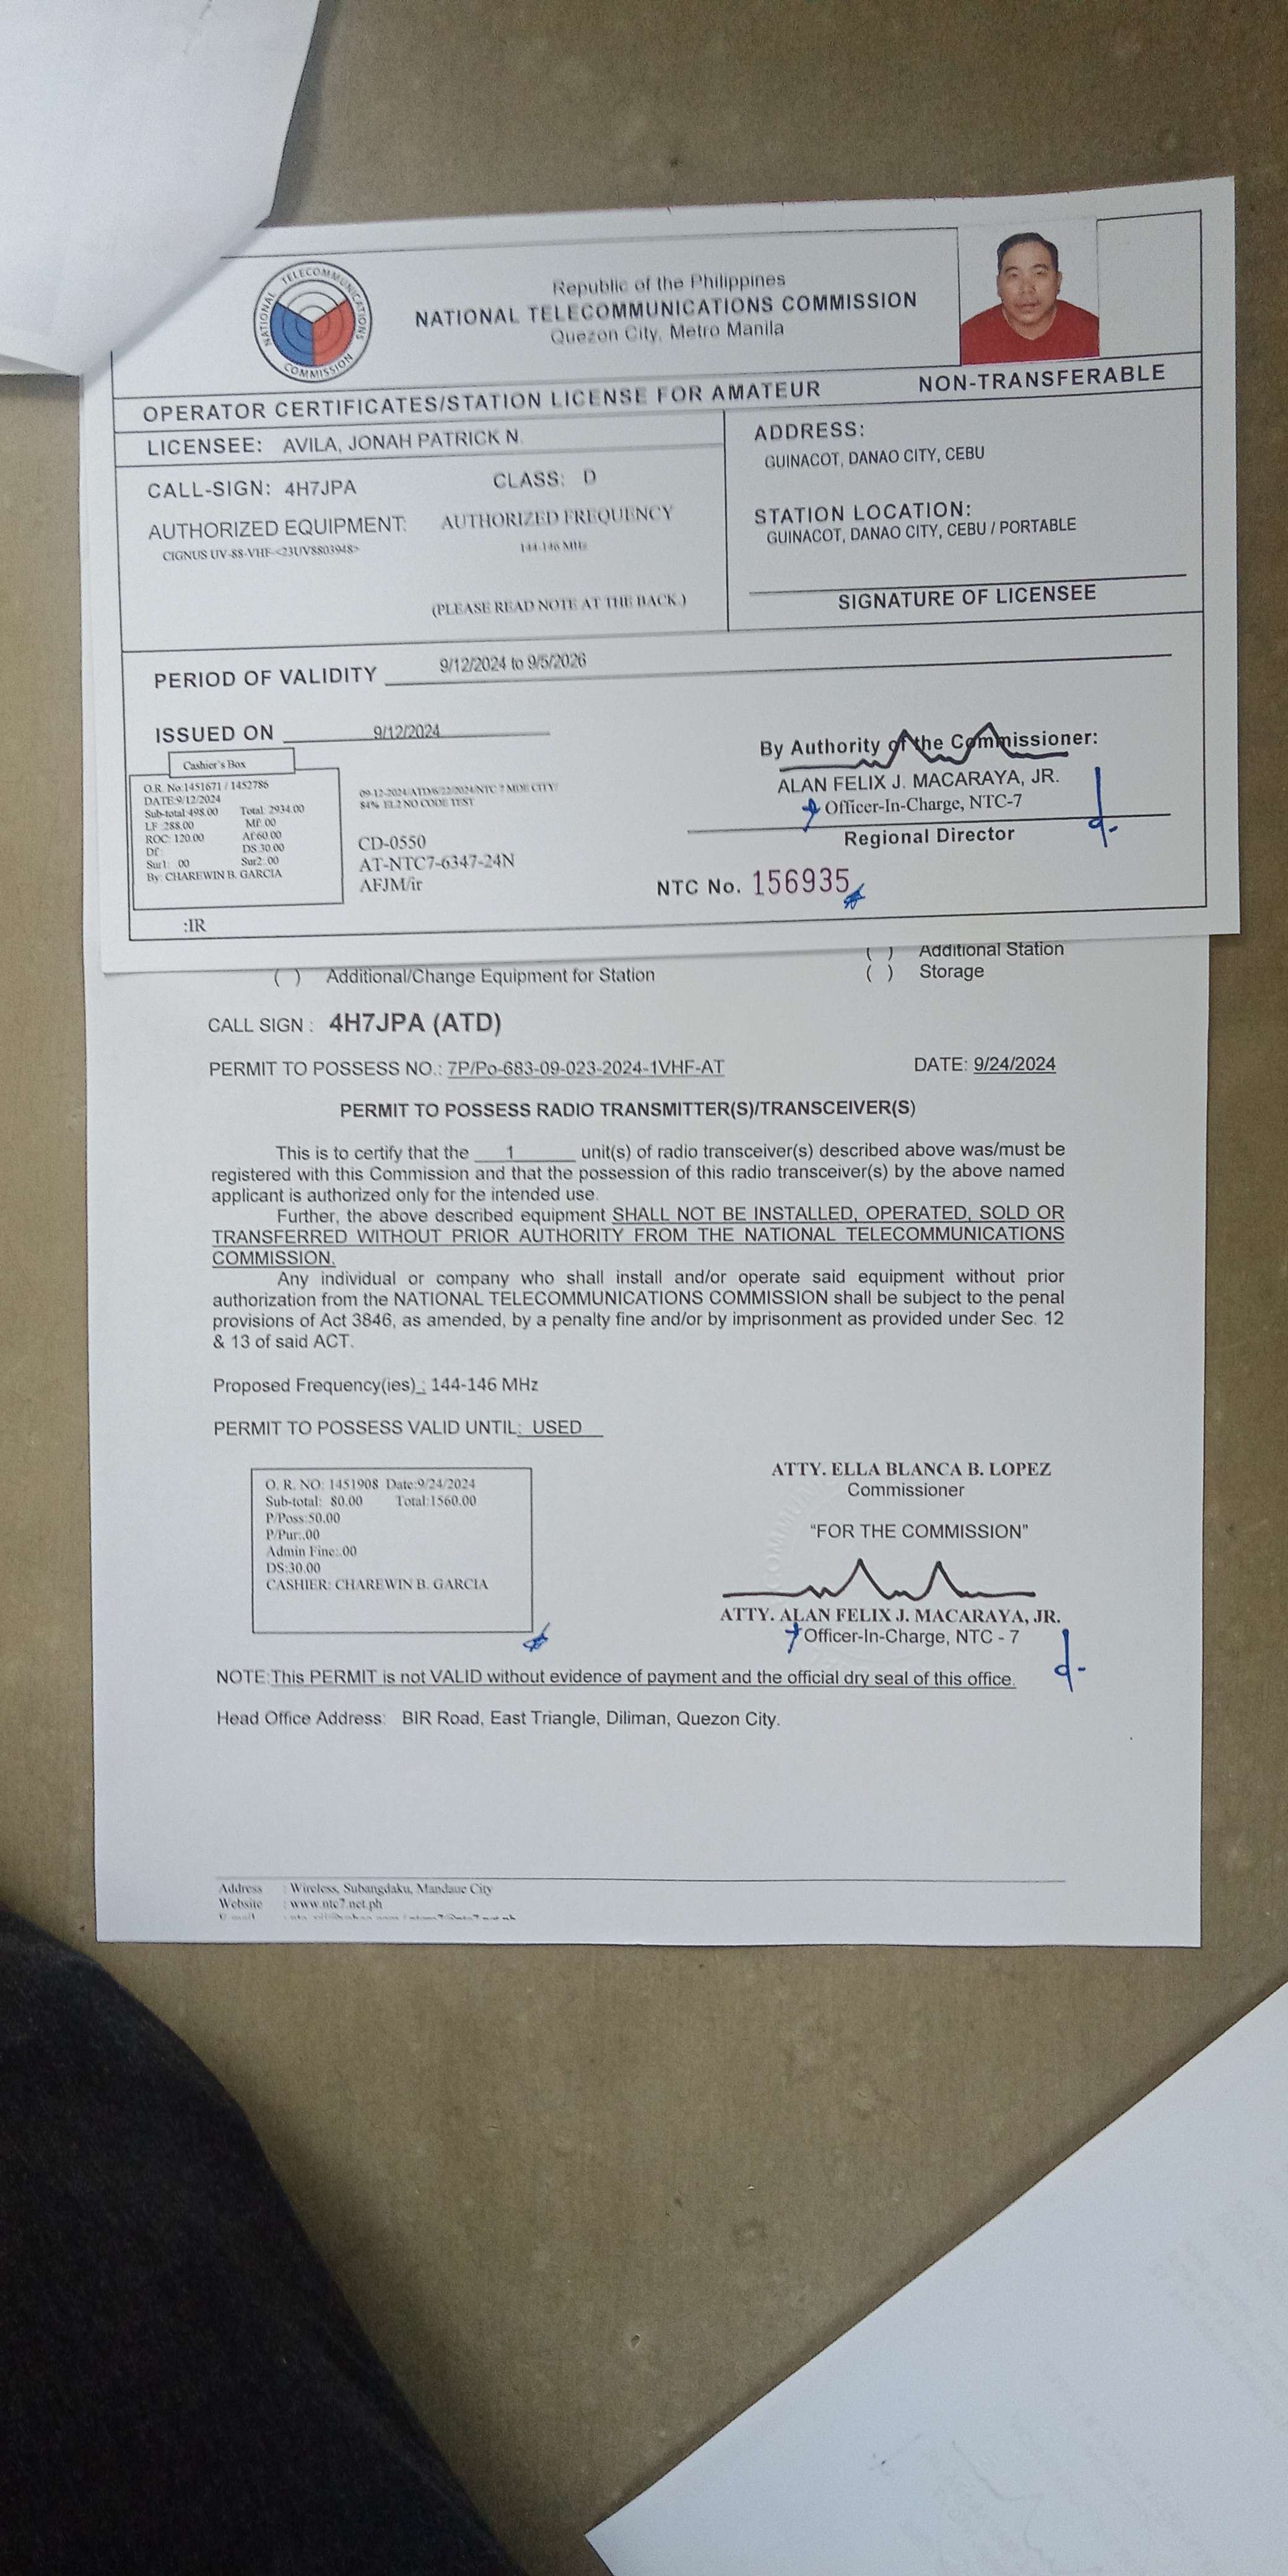 NATIONAL TELECOMMUNICATIONS COMMISSION
Republic of the Philippines
NATIONAL TELECOMMUNICATIONS COMMISSION
Quezon City, Metro Manila
OPERATOR CERTIFICATES/STATION LICENSE FOR AMATEUR NON-TRANSFERABLE
LICENSEE: AVILA, JONAH PATRICK N.
CALL-SIGN: 4H7JPA CLASS: D
AUTHORIZED EQUIPMENT: AUTHORIZED FREQUENCY
CIGNUS UV-88-VHF-<23UV8803948> 144-146 MHz
(PLEASE READ NOTE AT THE BACK.)
ADDRESS:
GUINACOT, DANAO CITY, CEBU
STATION LOCATION:
GUINACOT, DANAO CITY, CEBU / PORTABLE
SIGNATURE OF LICENSEE
PERIOD OF VALIDITY 9/12/2024 to 9/5/2026
ISSUED ON 9/12/2024
Cashier's Box
O.R. No:1451671 / 1452786
DATE:9/12/2024
Sub-total:498.00 Total: 2934.00
LF :288.00 MF:00
ROC: 120.00 Af:60.00
Df: DS:30.00
Sur1: .00 Sur2:.00
By: CHAREWIN B. GARCIA
:IR
09-12-2024/ATD/6/22/2024/NTC 7 MDE CITY/
84% EL2 NO CODE TEST
CD-0550
AT-NTC7-6347-24N
AFJM/ir
By Authority of the Commissioner:
ALAN FELIX J. MACARAYA, JR.
Officer-In-Charge, NTC-7
Regional Director
NTC No. 156935
( ) Additional Station
( ) Additional/Change Equipment for Station ( ) Storage
CALL SIGN : 4H7JPA (ATD)
PERMIT TO POSSESS NO.: 7P/Po-683-09-023-2024-1VHF-AT DATE: 9/24/2024
PERMIT TO POSSESS RADIO TRANSMITTER(S)/TRANSCEIVER(S)
This is to certify that the 1 unit(s) of radio transceiver(s) described above was/must be
registered with this Commission and that the possession of this radio transceiver(s) by the above named
applicant is authorized only for the intended use.
Further, the above described equipment SHALL NOT BE INSTALLED, OPERATED, SOLD OR
TRANSFERRED WITHOUT PRIOR AUTHORITY FROM THE NATIONAL TELECOMMUNICATIONS
COMMISSION.
Any individual or company who shall install and/or operate said equipment without prior
authorization from the NATIONAL TELECOMMUNICATIONS COMMISSION shall be subject to the penal
provisions of Act 3846, as amended, by a penalty fine and/or by imprisonment as provided under Sec. 12
& 13 of said ACT.
Proposed Frequency(ies) : 144-146 MHz
PERMIT TO POSSESS VALID UNTIL: USED
O. R. NO: 1451908 Date:9/24/2024
Sub-total: 80.00 Total:1560.00
P/Poss:50.00
P/Pur:.00
Admin Fine:.00
DS:30.00
CASHIER: CHAREWIN B. GARCIA
ATTY. ELLA BLANCA B. LOPEZ
Commissioner
“FOR THE COMMISSION”
ATTY. ALAN FELIX J. MACARAYA, JR.
Officer-In-Charge, NTC - 7
NOTE:This PERMIT is not VALID without evidence of payment and the official dry seal of this office.
Head Office Address: BIR Road, East Triangle, Diliman, Quezon City.
Address : Wireless, Subangdaku, Mandaue City
Website : www.ntc7.net.ph